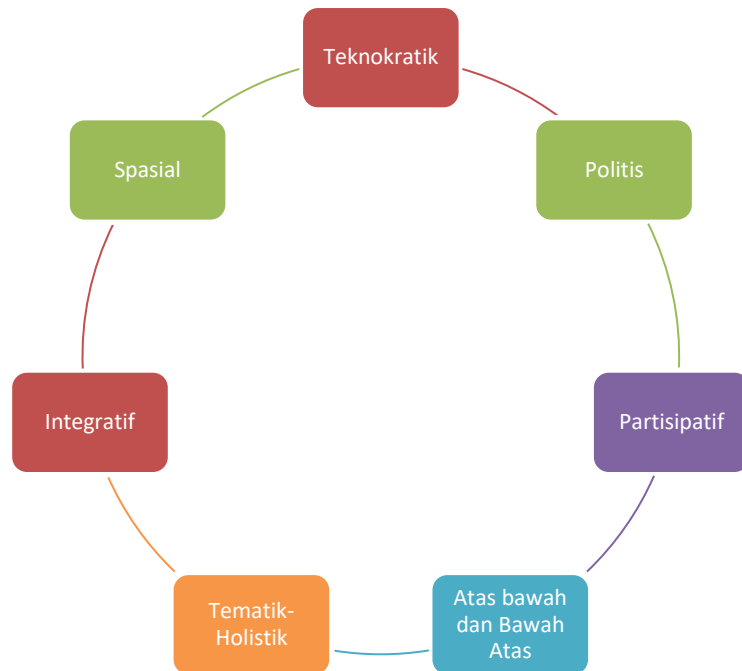 Teknokratik
Politis
Partisipatif
Atas bawah
dan Bawah
Atas
Tematik-
Holistik
Integratif
Spasial